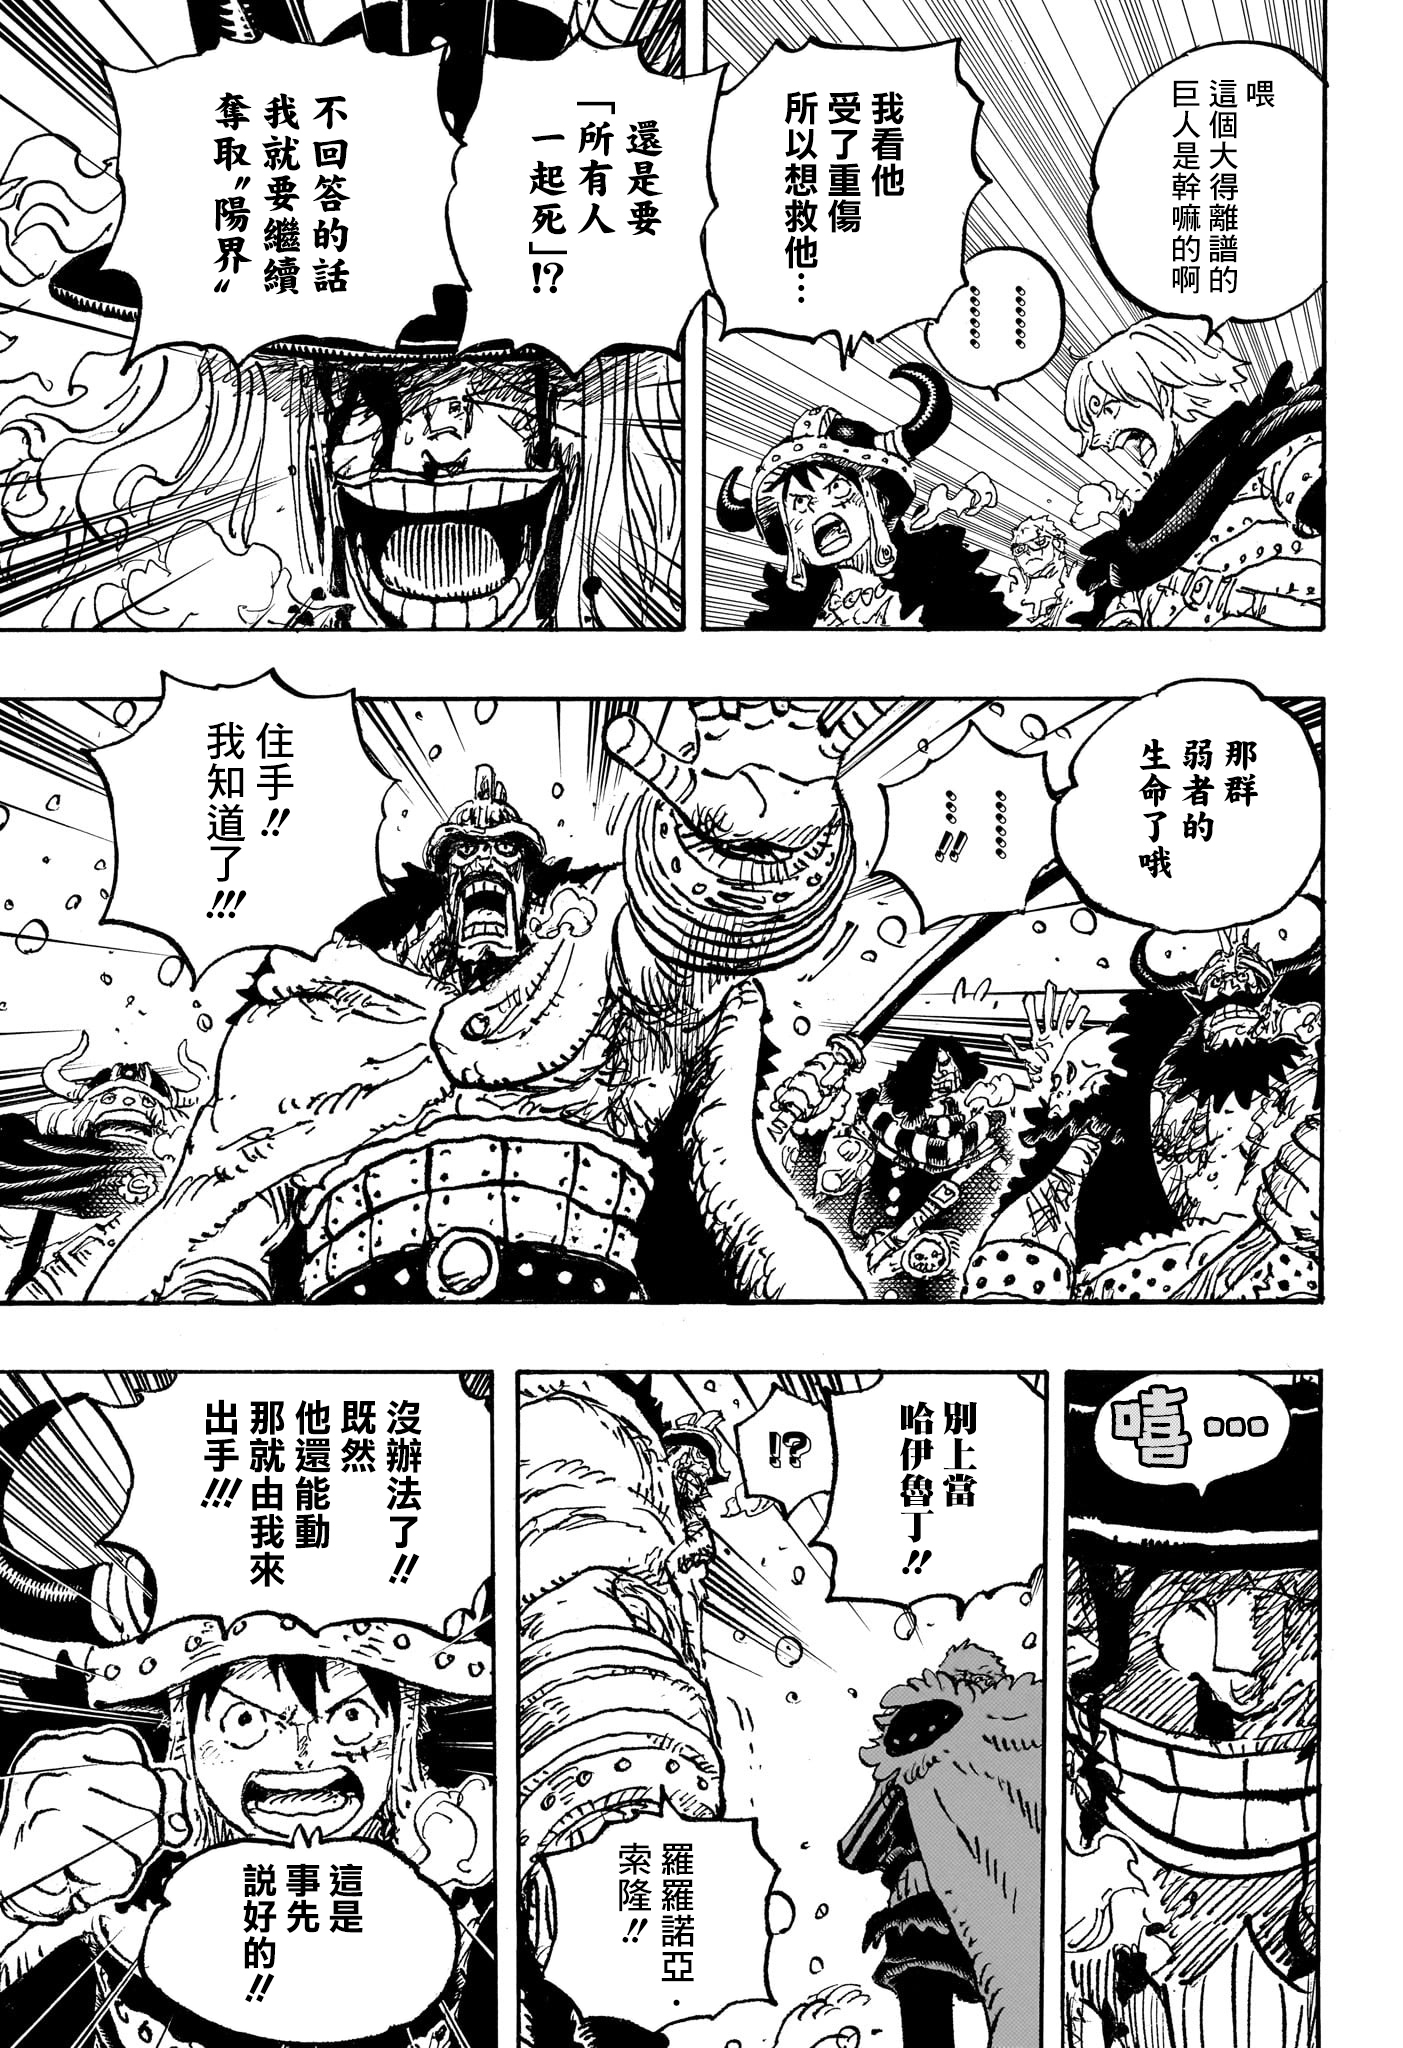 喂
這個大得離譜的
巨人是幹嘛的啊
⋯⋯
⋯⋯
我看他
受了重傷
所以想救他⋯
還是要
「所有人
一起死」!?
不回答的話
我就要繼續
奪取〝陽界〞
那群
弱者的
生命了哦
⋯⋯
⋯!!
住手!!
我知道了!!!
嘻⋯
別上當
哈伊魯丁!!
!?
羅羅諾亞・
索隆!!
沒辦法了!!
既然
他還能動
那就由我來
出手!!!
這是
事先
說好的!!